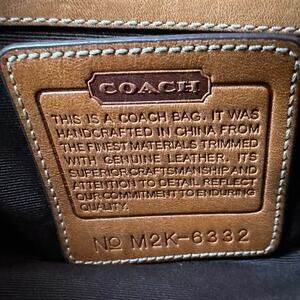 COACH
THIS IS A COACH BAG. IT WAS
HANDCRAFTED IN CHINA FROM
THE FINEST MATERIALS TRIMMED
WITH GENUINE LEATHER. ITS
SUPERIOR CRAFTSMANSHIP AND
ATTENTION TO DETAIL REFLECT
OUR COMMITMENT TO ENDURING
QUALITY.
No M2K-6332